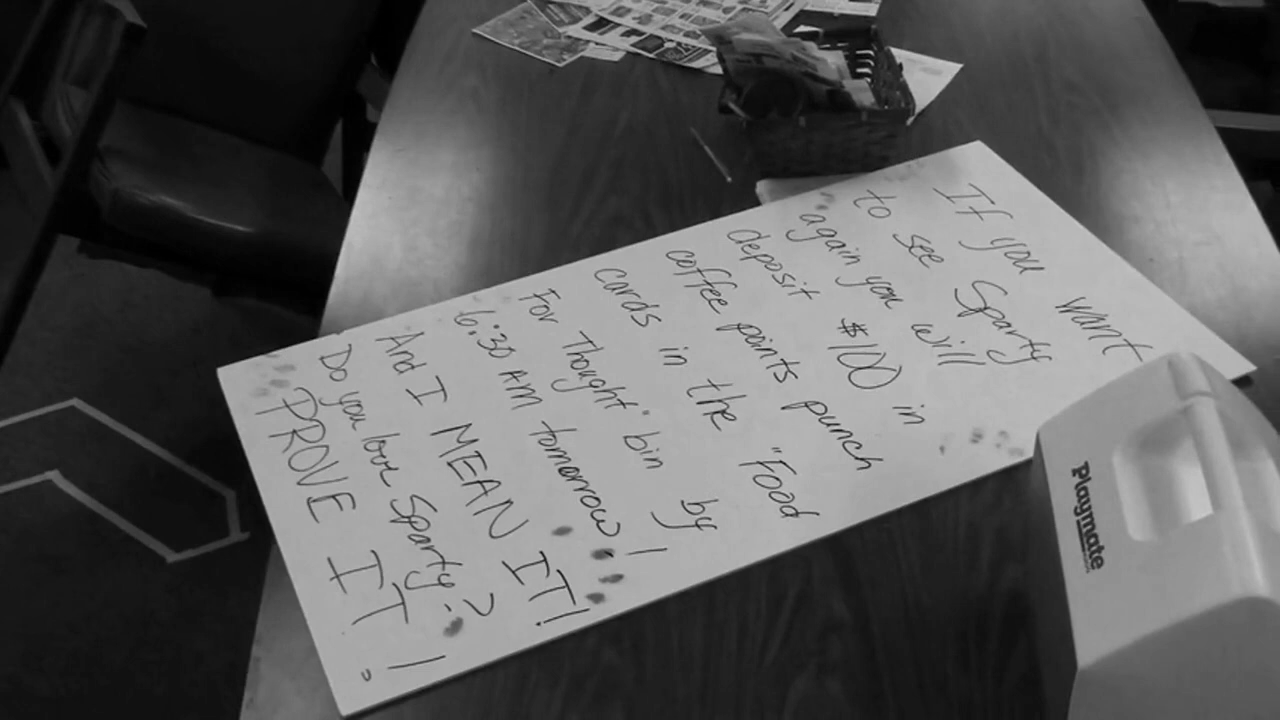 If you want
to see Sparty
again you will
deposit $100 in
coffee points punch
cards in the "Food
For Thought" bin by
6:30 AM tomorrow!
And I MEAN IT!
Do you love Sparty?
PROVE IT!
Playmate